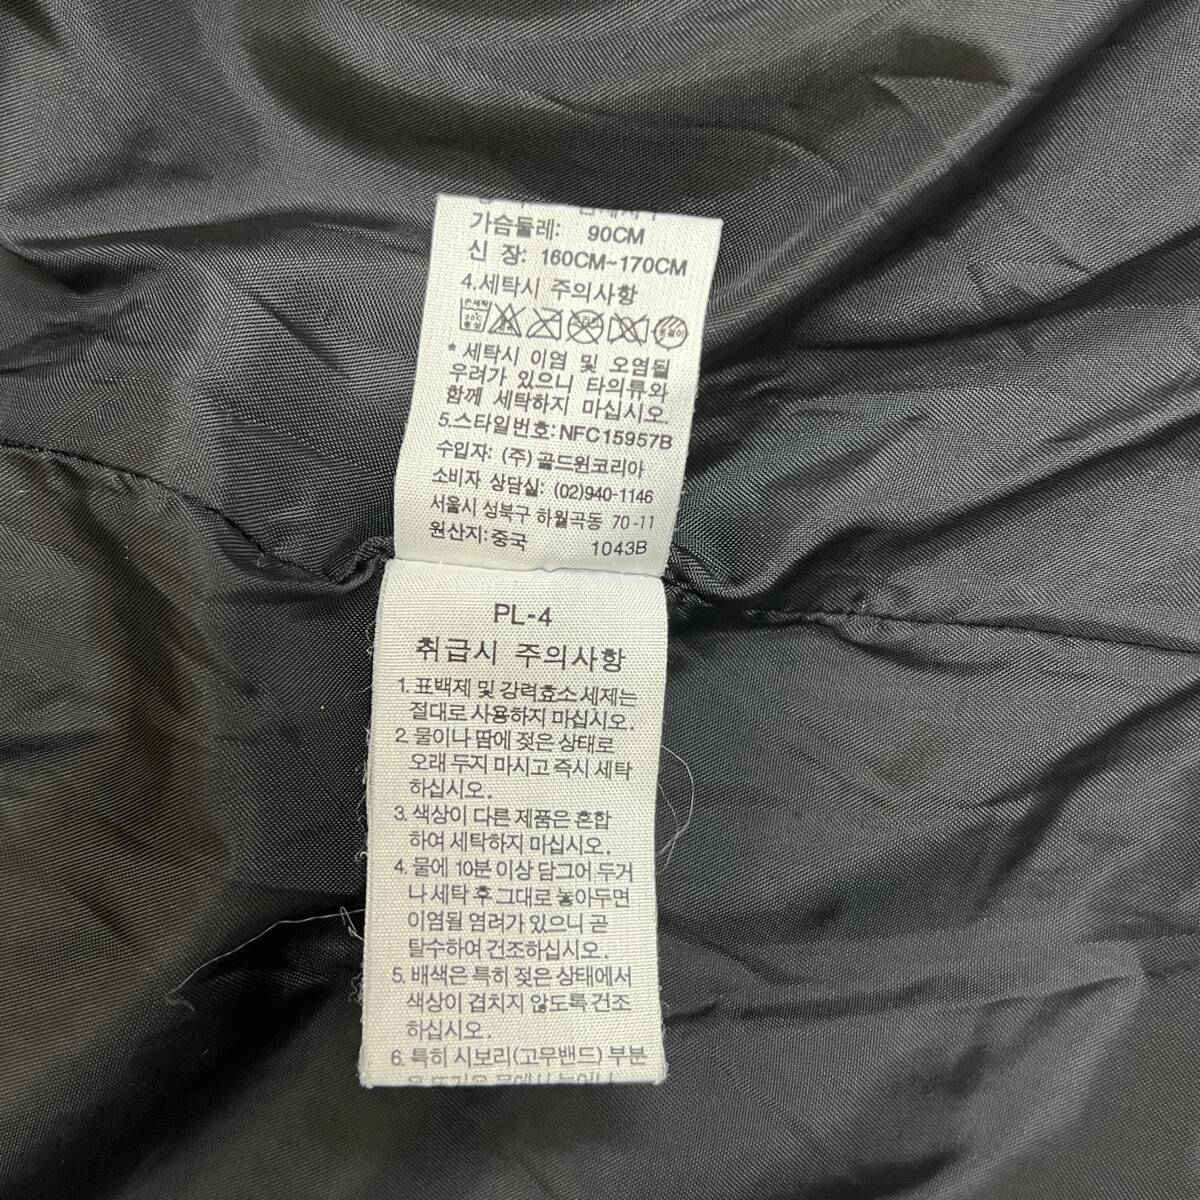 가슴둘레: 90CM
신 장: 160CM~170CM
4.세탁시 주의사항
손세탁
30℃
중성
* 세탁시 이염 및 오염될
우려가 있으니 타의류와
함께 세탁하지 마십시오.
5.스타일번호:NFC15957B
수입자: (주)골드윈코리아
소비자 상담실: (02)940-1146
서울시 성북구 하월곡동 70-11
원산지:중국 1043B
PL-4
취급시 주의사항
1. 표백제 및 강력효소 세제는
절대로 사용하지 마십시오.
2. 물이나 땀에 젖은 상태로
오래 두지 마시고 즉시 세탁
하십시오.
3. 색상이 다른 제품은 혼합
하여 세탁하지 마십시오.
4. 물에 10분 이상 담그어 두거
나 세탁 후 그대로 놓아두면
이염될 염려가 있으니 곧
탈수하여 건조하십시오.
5. 배색은 특히 젖은 상태에서
색상이 겹치지 않도록 건조
하십시오.
6. 특히 시보리(고무밴드) 부분